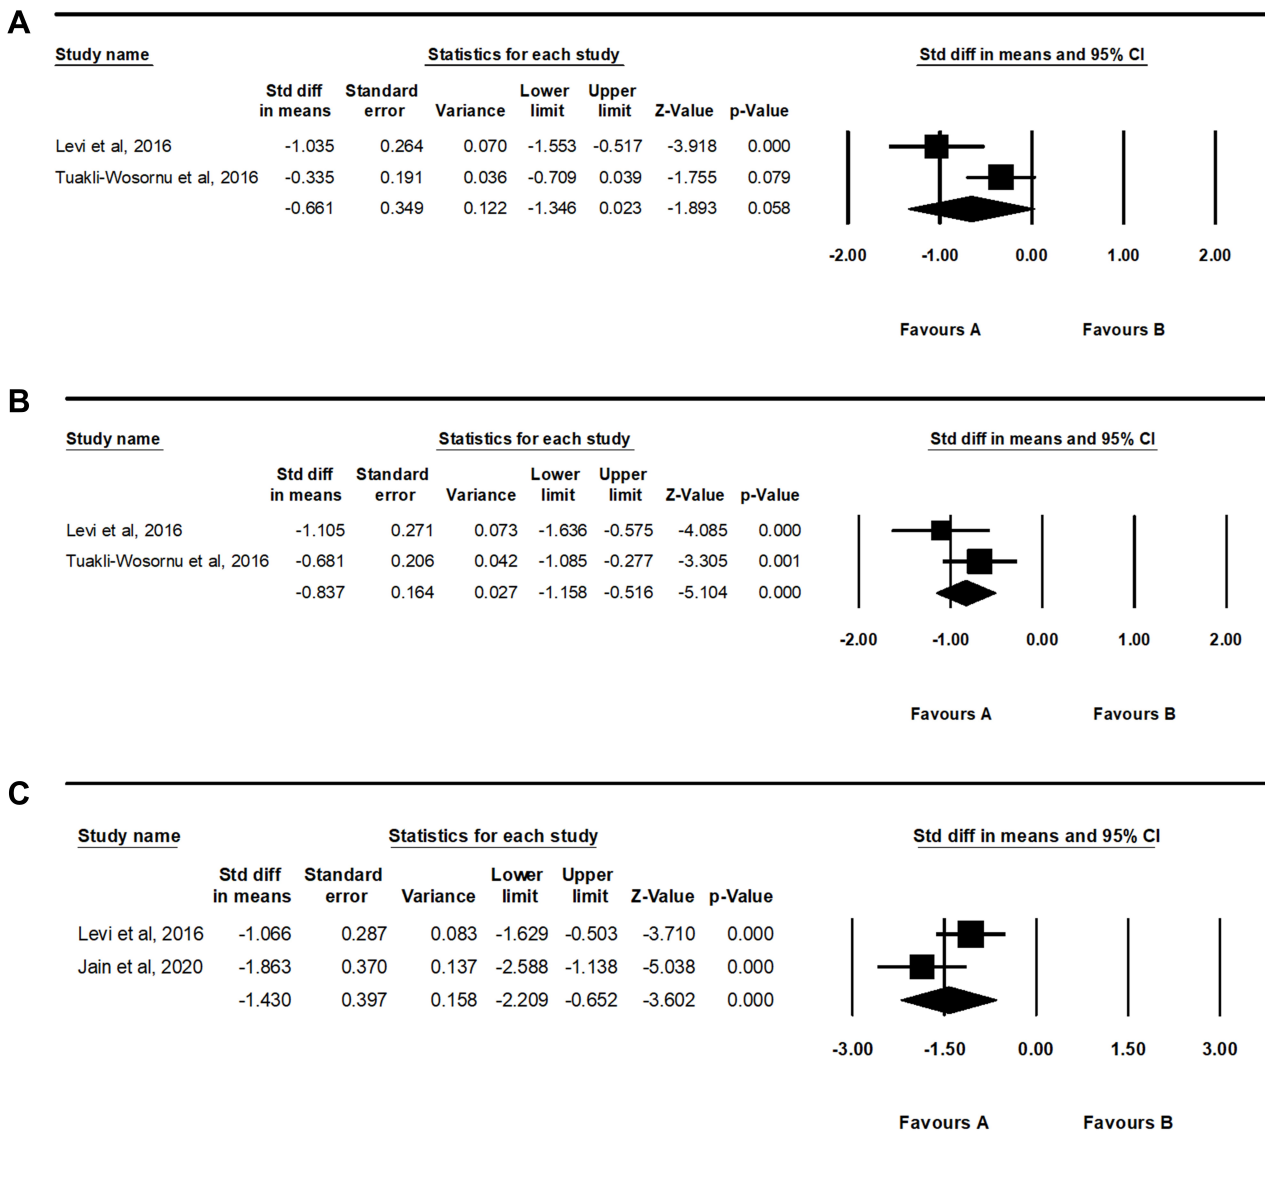 A
Study name Statistics for each study Std diff in means and 95% CI
Std diff Standard Lower Upper
in means error Variance limit limit Z-Value p-Value
Levi et al, 2016 -1.035 0.264 0.070 -1.553 -0.517 -3.918 0.000
Tuakli-Wosornu et al, 2016 -0.335 0.191 0.036 -0.709 0.039 -1.755 0.079
-0.661 0.349 0.122 -1.346 0.023 -1.893 0.058
-2.00 -1.00 0.00 1.00 2.00
Favours A Favours B
B
Study name Statistics for each study Std diff in means and 95% CI
Std diff Standard Lower Upper
in means error Variance limit limit Z-Value p-Value
Levi et al, 2016 -1.105 0.271 0.073 -1.636 -0.575 -4.085 0.000
Tuakli-Wosornu et al, 2016 -0.681 0.206 0.042 -1.085 -0.277 -3.305 0.001
-0.837 0.164 0.027 -1.158 -0.516 -5.104 0.000
-2.00 -1.00 0.00 1.00 2.00
Favours A Favours B
C
Study name Statistics for each study Std diff in means and 95% CI
Std diff Standard Lower Upper
in means error Variance limit limit Z-Value p-Value
Levi et al, 2016 -1.066 0.287 0.083 -1.629 -0.503 -3.710 0.000
Jain et al, 2020 -1.863 0.370 0.137 -2.588 -1.138 -5.038 0.000
-1.430 0.397 0.158 -2.209 -0.652 -3.602 0.000
-3.00 -1.50 0.00 1.50 3.00
Favours A Favours B